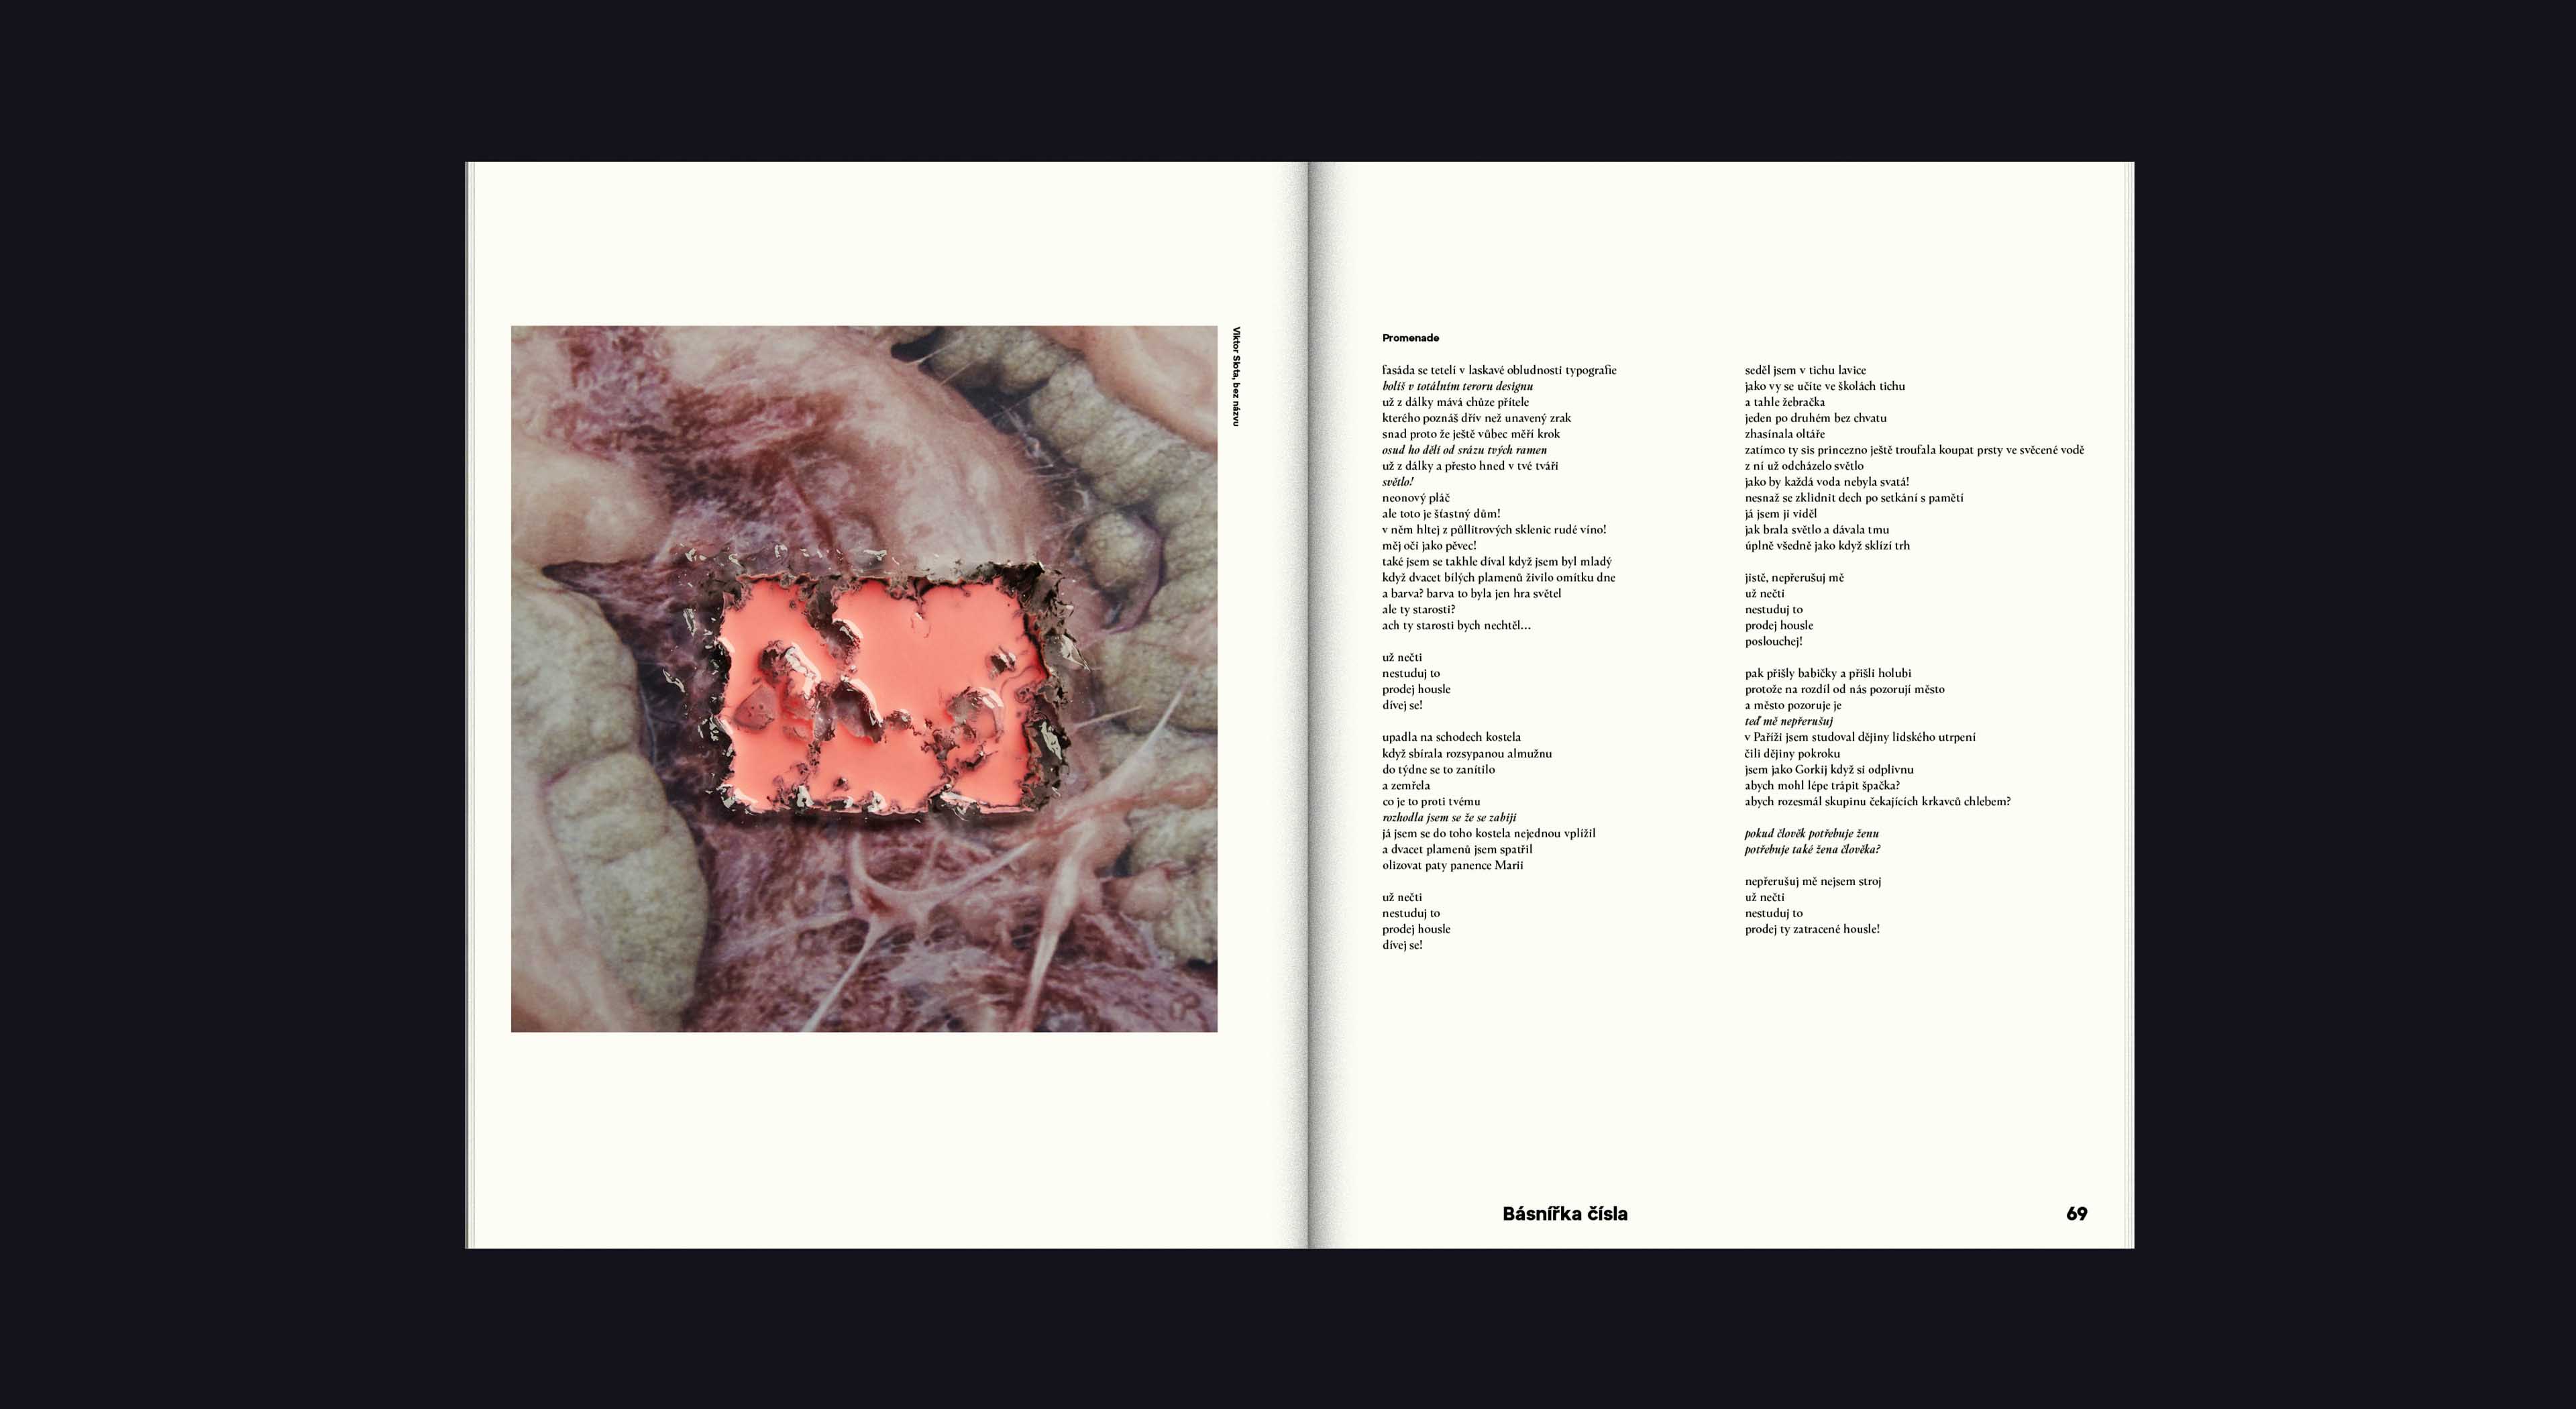 Viktor Slota, bez názvu
Promenade
fasáda se tetelí v laskavé obludnosti typografie
bolíš v totálním teroru designu
už z dálky mává chůze přítele
kterého poznáš dřív než unavený zrak
snad proto že ještě vůbec měří krok
osud ho dělí od srázu tvých ramen
už z dálky a přesto hned v tvé tváři
světlo!
neonový pláč
ale toto je šťastný dům!
v něm hltej z půllitrových sklenic rudé víno!
měj oči jako pěvec!
také jsem se takhle díval když jsem byl mladý
když dvacet bílých plamenů živilo omítku dne
a barva? barva to byla jen hra světel
ale ty starosti?
ach ty starosti bych nechtěl...

už nečti
nestuduj to
prodej housle
dívej se!

upadla na schodech kostela
když sbírala rozsypanou almužnu
do týdne se to zanítilo
a zemřela
co je to proti tvému
rozhodla jsem se že se zabiji
já jsem se do toho kostela nejednou vplížil
a dvacet plamenů jsem spatřil
olizovat paty panence Marii

už nečti
nestuduj to
prodej housle
dívej se!

seděl jsem v tichu lavice
jako vy se učíte ve školách tichu
a tahle žebračka
jeden po druhém bez chvatu
zhasínala oltáře
zatímco ty sis princezno ještě troufala koupat prsty ve svěcené vodě
z ní už odcházelo světlo
jako by každá voda nebyla svatá!
nesnaž se zklidnit dech po setkání s pamětí
já jsem ji viděl
jak brala světlo a dávala tmu
úplně všedně jako když sklízí trh

jistě, nepřerušuj mě
už nečti
nestuduj to
prodej housle
poslouchej!

pak přišly babičky a přišli holubi
protože na rozdíl od nás pozorují město
a město pozoruje je
teď mě nepřerušuj
v Paříži jsem studoval dějiny lidského utrpení
čili dějiny pokroku
jsem jako Gorkij když si odplivnu
abych mohl lépe trápit špačka?
abych rozesmál skupinu čekajících krkavců chlebem?

pokud člověk potřebuje ženu
potřebuje také žena člověka?

nepřerušuj mě nejsem stroj
už nečti
nestuduj to
prodej ty zatracené housle!
Básnířka čísla
69